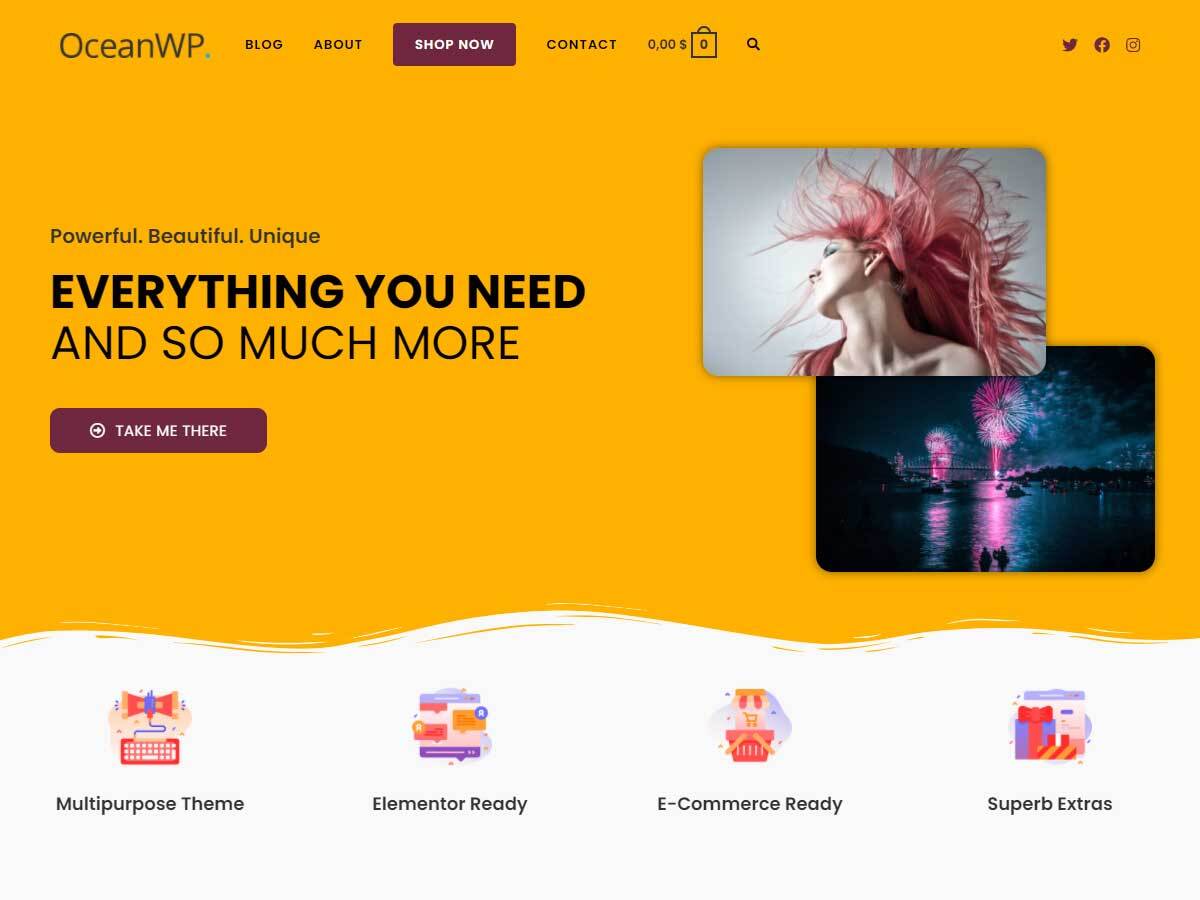 OceanWP.
BLOG
ABOUT
SHOP NOW
CONTACT
0,00 $
0
Powerful. Beautiful. Unique
EVERYTHING YOU NEED
AND SO MUCH MORE
TAKE ME THERE
Multipurpose Theme
Elementor Ready
E-Commerce Ready
Superb Extras